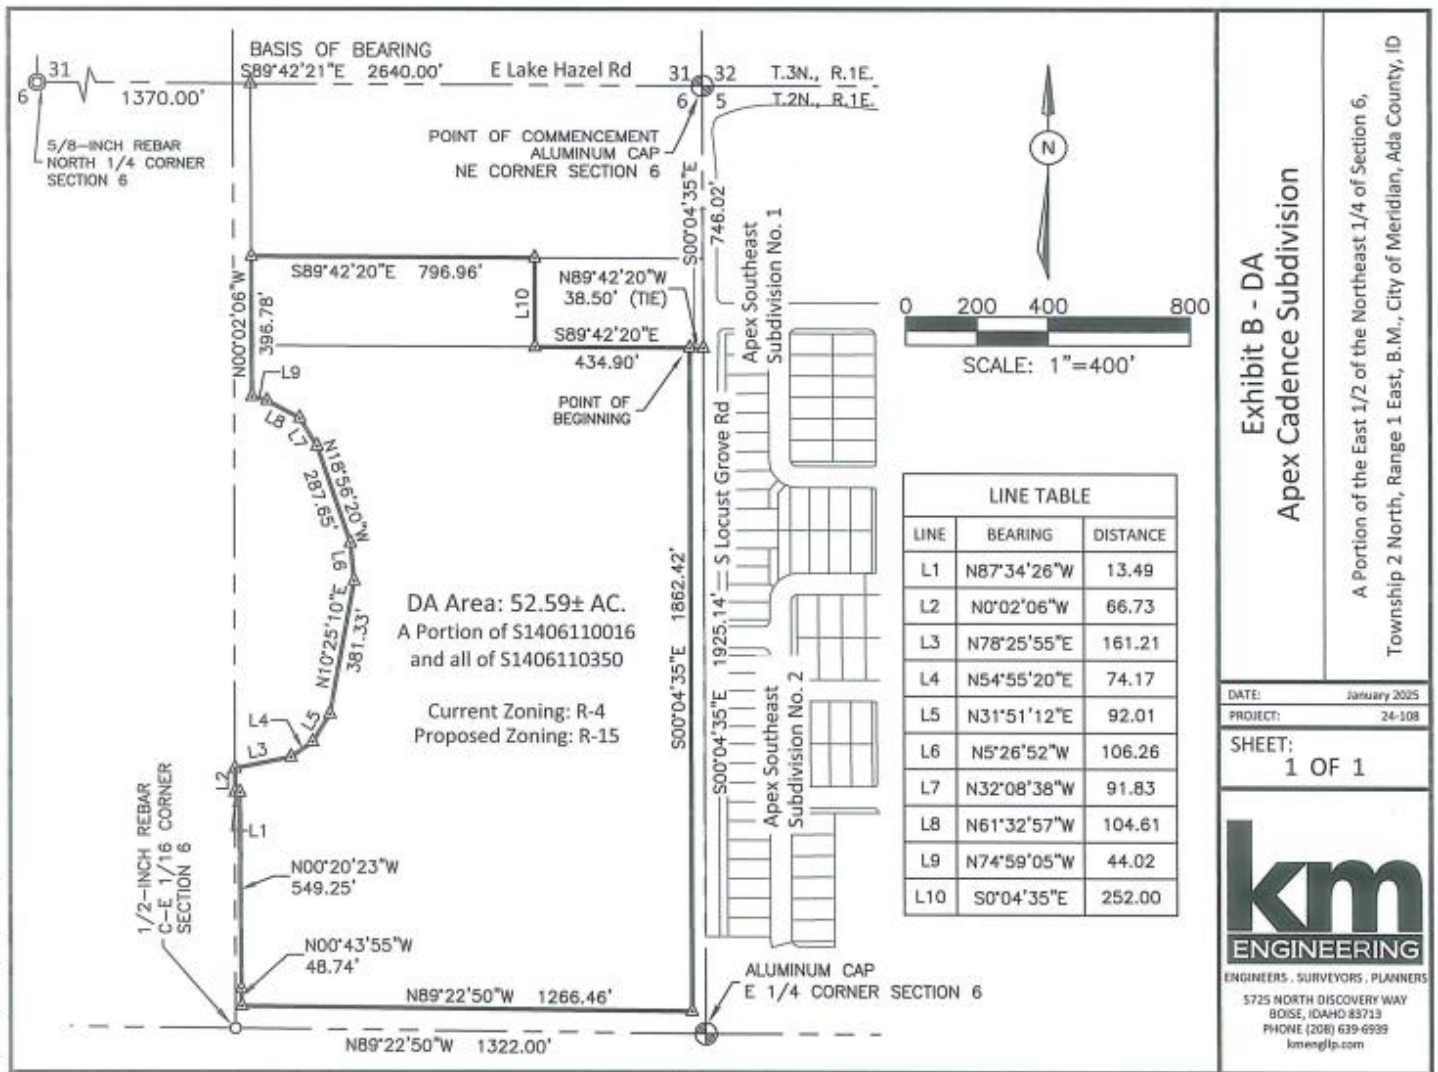 BASIS OF BEARING
S89°42'21"E 2640.00'
E Lake Hazel Rd
31
6
1370.00'
31 32
6 5
T.3N., R.1E.
T.2N., R.1E.
5/8-INCH REBAR
NORTH 1/4 CORNER
SECTION 6
POINT OF COMMENCEMENT
ALUMINUM CAP
NE CORNER SECTION 6
S00°04'35"E
746.02'
N
S89°42'20"E 796.96'
N89°42'20"W
38.50' (TIE)
L10
S89°42'20"E
434.90'
N00°02'06"W
396.78'
POINT OF
BEGINNING
Apex Southeast
Subdivision No. 1
0 200 400 800
SCALE: 1"=400'
L9
L8
L7
N18°56'20"W
287.65'
L6
N10°25'10"E
381.33'
L5
L4
L3
L2
L1
DA Area: 52.59± AC.
A Portion of S1406110016
and all of S1406110350
Current Zoning: R-4
Proposed Zoning: R-15
S00°04'35"E 1862.42'
S00°04'35"E 1925.14'
S Locust Grove Rd
Apex Southeast
Subdivision No. 2
1/2-INCH REBAR
C-E 1/16 CORNER
SECTION 6
N00°20'23"W
549.25'
N00°43'55"W
48.74'
N89°22'50"W 1266.46'
N89°22'50"W 1322.00'
ALUMINUM CAP
E 1/4 CORNER SECTION 6
LINE TABLE
LINE BEARING DISTANCE
L1 N87°34'26"W 13.49
L2 N0°02'06"W 66.73
L3 N78°25'55"E 161.21
L4 N54°55'20"E 74.17
L5 N31°51'12"E 92.01
L6 N5°26'52"W 106.26
L7 N32°08'38"W 91.83
L8 N61°32'57"W 104.61
L9 N74°59'05"W 44.02
L10 S0°04'35"E 252.00
Exhibit B - DA
Apex Cadence Subdivision
A Portion of the East 1/2 of the Northeast 1/4 of Section 6,
Township 2 North, Range 1 East, B.M., City of Meridian, Ada County, ID
DATE: January 2025
PROJECT: 24-108
SHEET:
1 OF 1
km
ENGINEERING
ENGINEERS . SURVEYORS . PLANNERS
5725 NORTH DISCOVERY WAY
BOISE, IDAHO 83713
PHONE (208) 639-6939
kmengllp.com